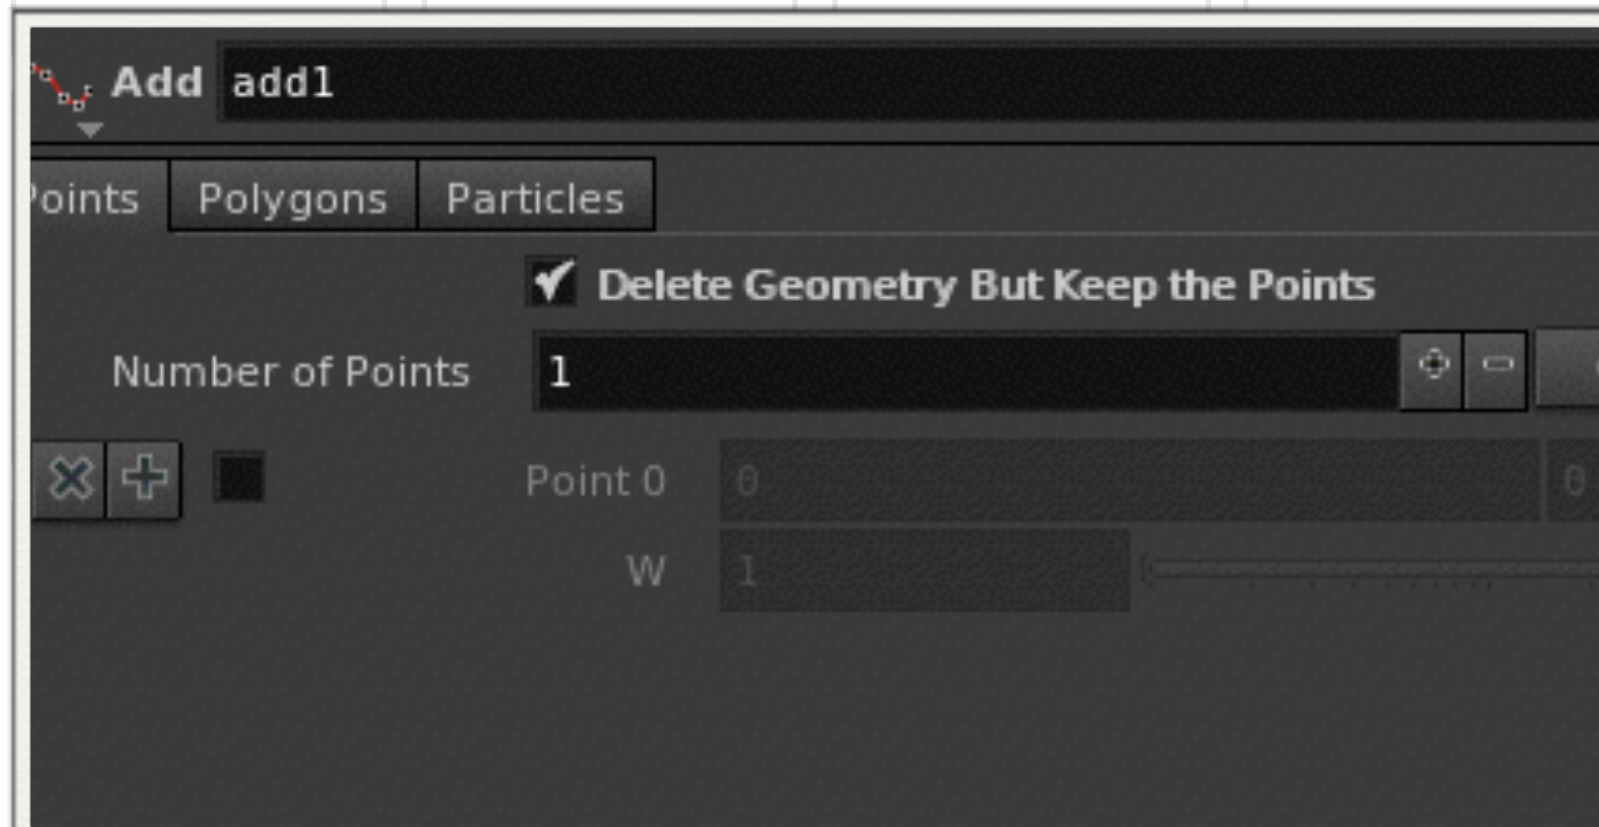 Add add1
Points Polygons Particles
Delete Geometry But Keep the Points
Number of Points 1
Point 0 0 0
W 1